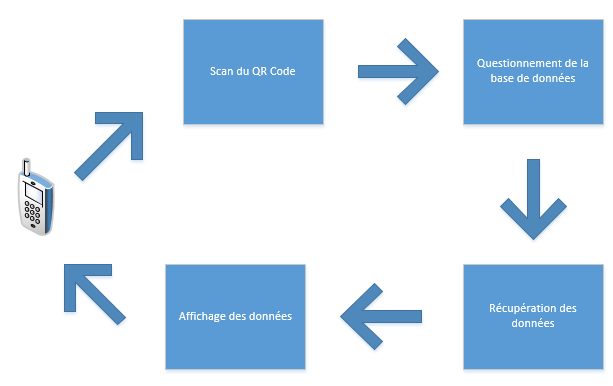 Scan du QR Code
Questionnement de la
base de données
Récupération des
données
Affichage des données